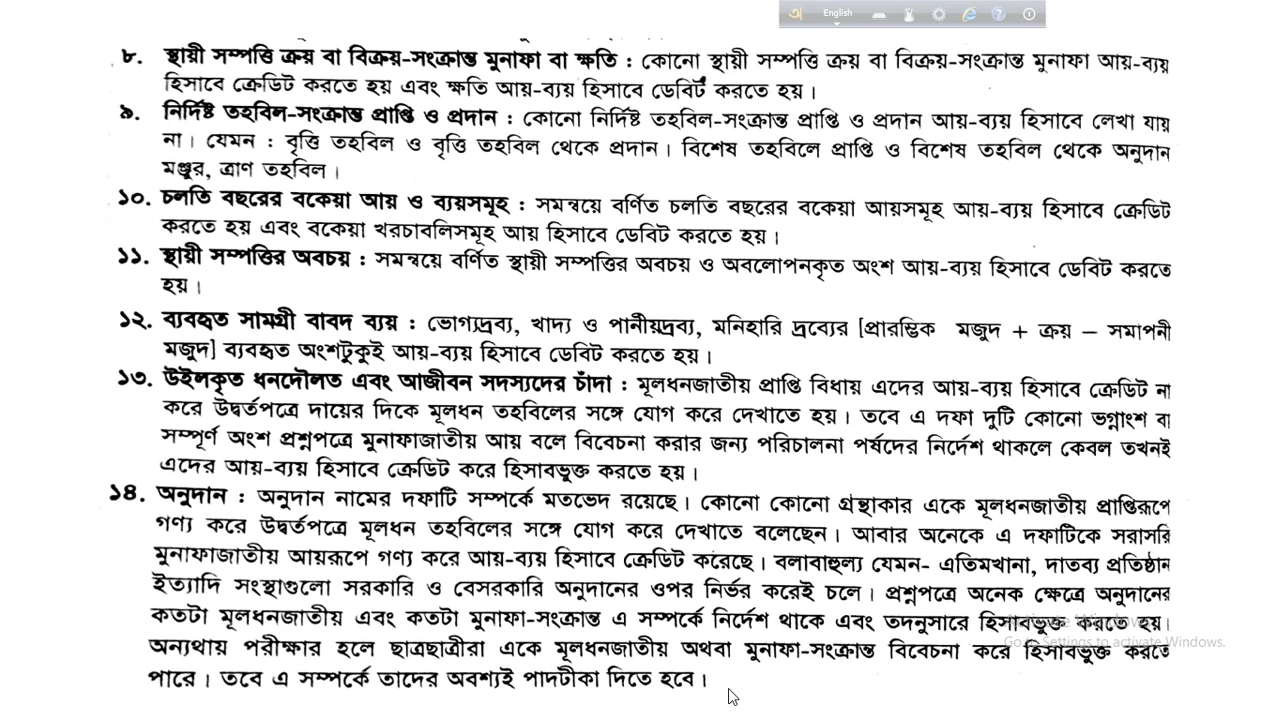 অ English
৮. স্থায়ী সম্পত্তি ক্রয় বা বিক্রয়-সংক্রান্ত মুনাফা বা ক্ষতি : কোনো স্থায়ী সম্পত্তি ক্রয় বা বিক্রয়-সংক্রান্ত মুনাফা আয়-ব্যয়
হিসাবে ক্রেডিট করতে হয় এবং ক্ষতি আয়-ব্যয় হিসাবে ডেবিট করতে হয়।
৯. নির্দিষ্ট তহবিল-সংক্রান্ত প্রাপ্তি ও প্রদান : কোনো নির্দিষ্ট তহবিল-সংক্রান্ত প্রাপ্তি ও প্রদান আয়-ব্যয় হিসাবে লেখা যায়
না। যেমন : বৃত্তি তহবিল ও বৃত্তি তহবিল থেকে প্রদান। বিশেষ তহবিলে প্রাপ্তি ও বিশেষ তহবিল থেকে অনুদান
মঞ্জুর, ত্রাণ তহবিল।
১০. চলতি বছরের বকেয়া আয় ও ব্যয়সমূহ : সমন্বয়ে বর্ণিত চলতি বছরের বকেয়া আয়সমূহ আয়-ব্যয় হিসাবে ক্রেডিট
করতে হয় এবং বকেয়া খরচাবলিসমূহ আয় হিসাবে ডেবিট করতে হয়।
১১. স্থায়ী সম্পত্তির অবচয় : সমন্বয়ে বর্ণিত স্থায়ী সম্পত্তির অবচয় ও অবলোপনকৃত অংশ আয়-ব্যয় হিসাবে ডেবিট করতে
হয়।
১২. ব্যবহৃত সামগ্রী বাবদ ব্যয় : ভোগ্যদ্রব্য, খাদ্য ও পানীয়দ্রব্য, মনিহারি দ্রব্যের [প্রারম্ভিক মজুদ + ক্রয় – সমাপনী
মজুদ] ব্যবহৃত অংশটুকুই আয়-ব্যয় হিসাবে ডেবিট করতে হয়।
১৩. উইলকৃত ধনদৌলত এবং আজীবন সদস্যদের চাঁদা : মূলধনজাতীয় প্রাপ্তি বিধায় এদের আয়-ব্যয় হিসাবে ক্রেডিট না
করে উদ্বর্তপত্রে দায়ের দিকে মূলধন তহবিলের সঙ্গে যোগ করে দেখাতে হয়। তবে এ দফা দুটি কোনো ভগ্নাংশ বা
সম্পূর্ণ অংশ প্রশ্নপত্রে মুনাফাজাতীয় আয় বলে বিবেচনা করার জন্য পরিচালনা পর্ষদের নির্দেশ থাকলে কেবল তখনই
এদের আয়-ব্যয় হিসাবে ক্রেডিট করে হিসাবভুক্ত করতে হয়।
১৪. অনুদান : অনুদান নামের দফাটি সম্পর্কে মতভেদ রয়েছে। কোনো কোনো গ্রন্থাকার একে মূলধনজাতীয় প্রাপ্তিরূপে
গণ্য করে উদ্বর্তপত্রে মূলধন তহবিলের সঙ্গে যোগ করে দেখাতে বলেছেন। আবার অনেকে এ দফাটিকে সরাসরি
মুনাফাজাতীয় আয়রূপে গণ্য করে আয়-ব্যয় হিসাবে ক্রেডিট করেছে। বলাবাহুল্য যেমন- এতিমখানা, দাতব্য প্রতিষ্ঠান
ইত্যাদি সংস্থাগুলো সরকারি ও বেসরকারি অনুদানের ওপর নির্ভর করেই চলে। প্রশ্নপত্রে অনেক ক্ষেত্রে অনুদানের
কতটা মূলধনজাতীয় এবং কতটা মুনাফা-সংক্রান্ত এ সম্পর্কে নির্দেশ থাকে এবং তদনুসারে হিসাবভুক্ত করতে হয়।
Activate Windows
অন্যথায় পরীক্ষার হলে ছাত্রছাত্রীরা একে মূলধনজাতীয় অথবা মুনাফা-সংক্রান্ত বিবেচনা করে হিসাবভুক্ত করতে
Go to Settings to activate Windows.
পারে। তবে এ সম্পর্কে তাদের অবশ্যই পাদটীকা দিতে হবে।